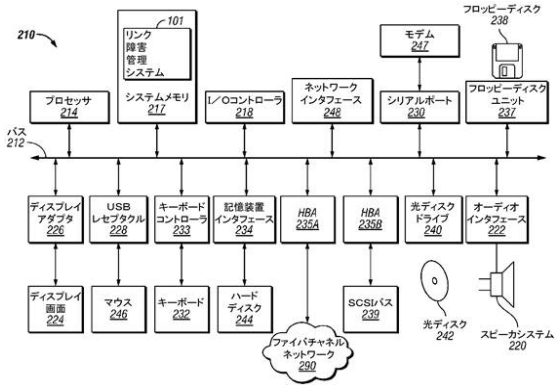 210
101
リンク
障害
管理
システム
システムメモリ
217
プロセッサ
214
I/Oコントローラ
218
ネットワーク
インタフェース
248
モデム
247
シリアルポート
230
フロッピーディスク
238
フロッピーディスク
ユニット
237
バス
212
ディスプレイ
アダプタ
226
USB
レセプタクル
228
キーボード
コントローラ
233
記憶装置
インタフェース
234
HBA
235A
HBA
235B
光ディスク
ドライブ
240
オーディオ
インタフェース
222
ディスプレイ
画面
224
マウス
246
キーボード
232
ハード
ディスク
244
ファイバチャネル
ネットワーク
290
SCSIバス
239
光ディスク
242
スピーカシステム
220